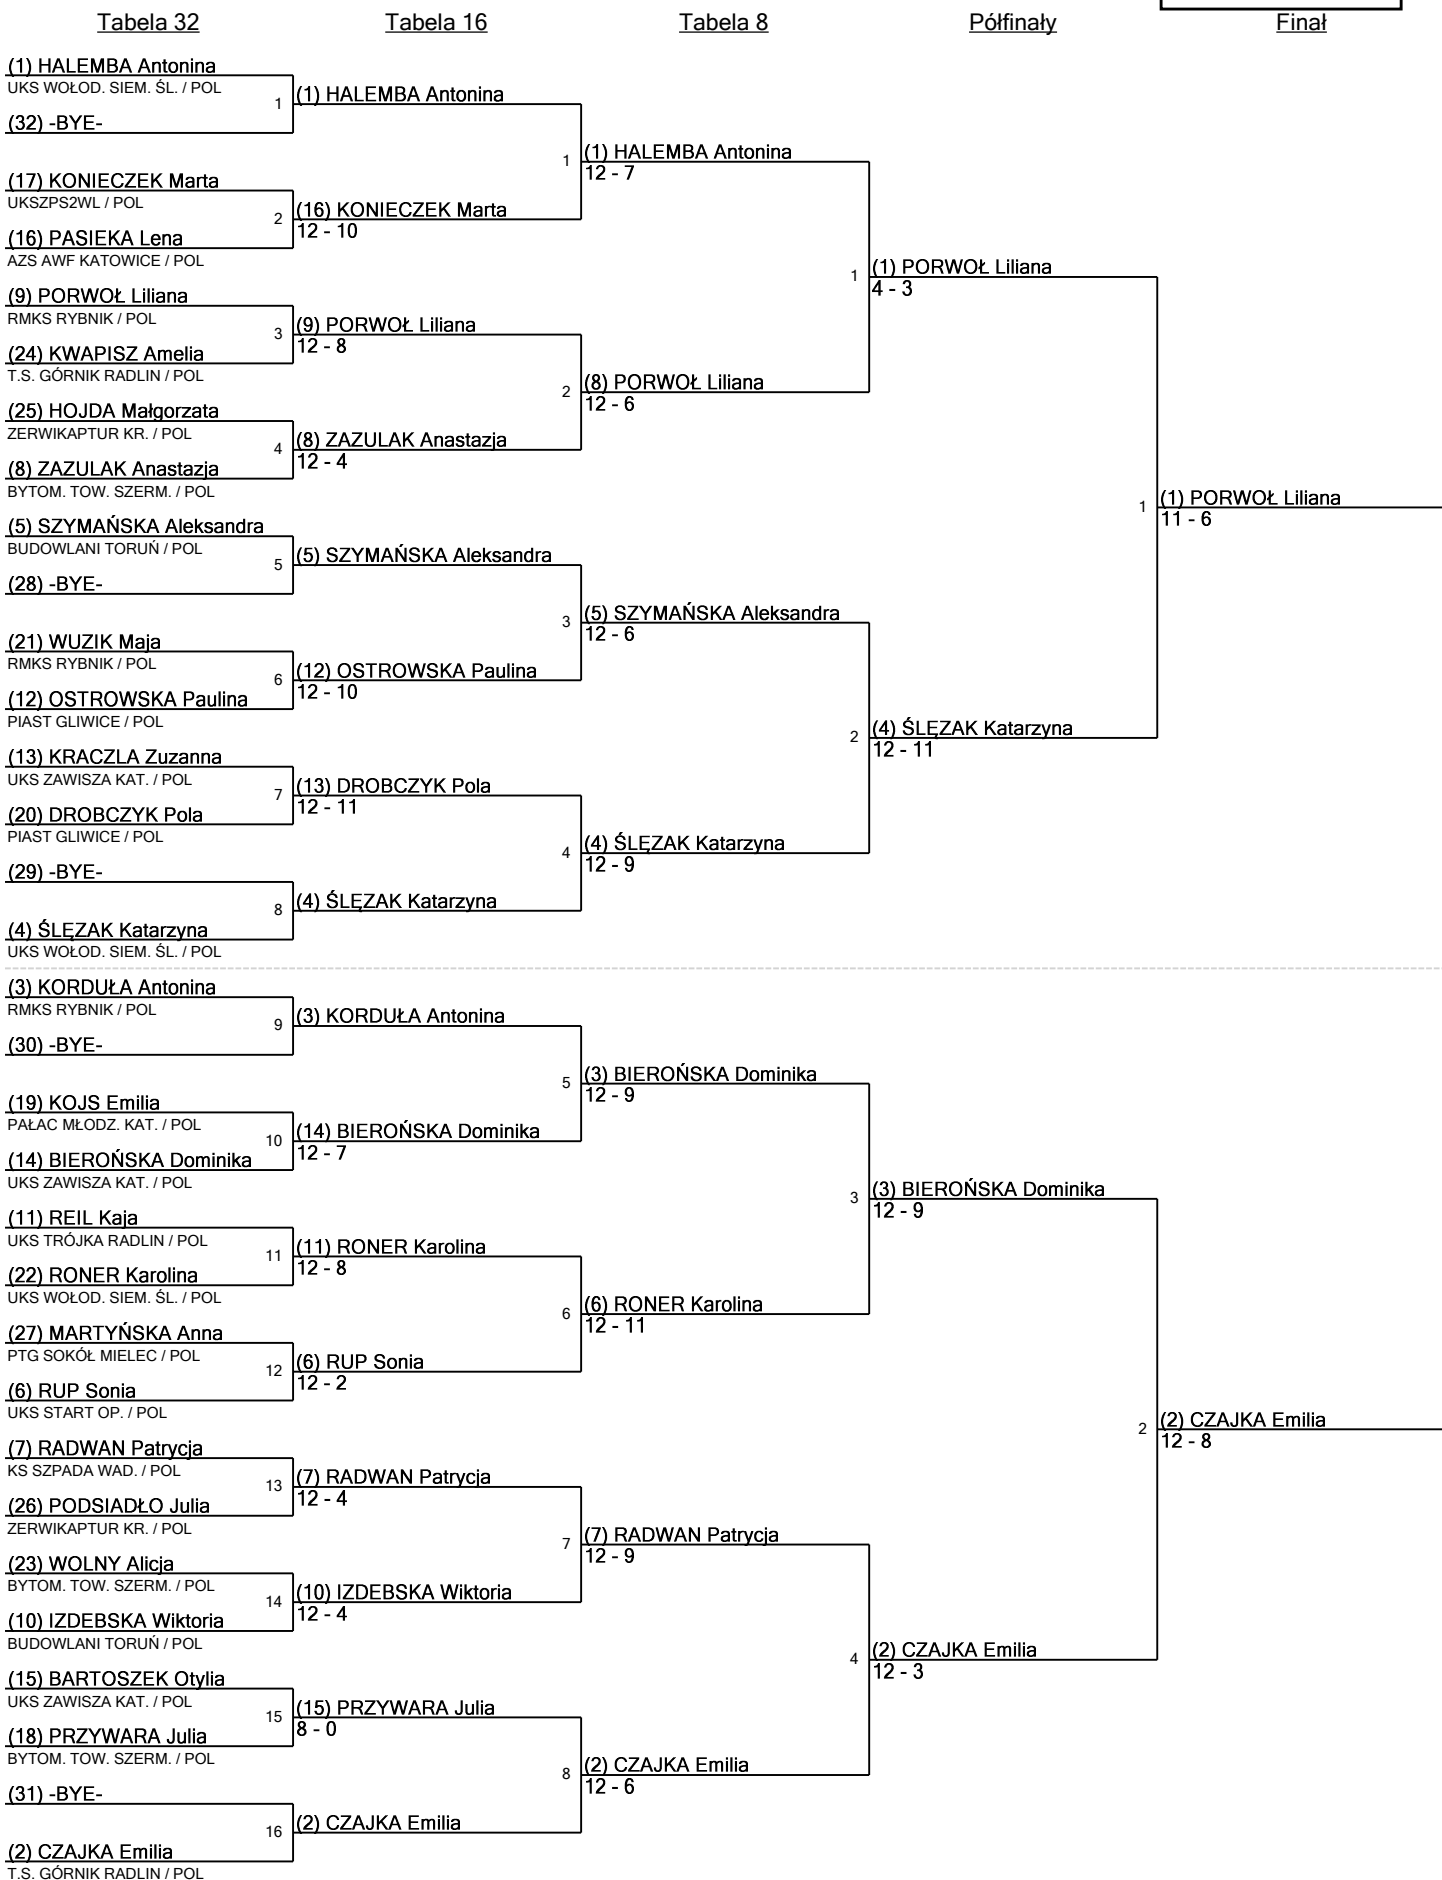 Tabela 32
Tabela 16
Tabela 8
Półfinały
Finał
(1) HALEMBA Antonina
UKS WOŁOD. SIEM. ŚL. / POL
1
(32) -BYE-
(17) KONIECZEK Marta
UKSZPS2WL / POL
2
(16) PASIEKA Lena
AZS AWF KATOWICE / POL
(9) PORWOŁ Liliana
RMKS RYBNIK / POL
3
(24) KWAPISZ Amelia
T.S. GÓRNIK RADLIN / POL
(25) HOJDA Małgorzata
ZERWIKAPTUR KR. / POL
4
(8) ZAZULAK Anastazja
BYTOM. TOW. SZERM. / POL
(5) SZYMAŃSKA Aleksandra
BUDOWLANI TORUŃ / POL
5
(28) -BYE-
(21) WUZIK Maja
RMKS RYBNIK / POL
6
(12) OSTROWSKA Paulina
PIAST GLIWICE / POL
(13) KRACZLA Zuzanna
UKS ZAWISZA KAT. / POL
7
(20) DROBCZYK Pola
PIAST GLIWICE / POL
(29) -BYE-
8
(4) ŚLĘZAK Katarzyna
UKS WOŁOD. SIEM. ŚL. / POL
(3) KORDUŁA Antonina
RMKS RYBNIK / POL
9
(30) -BYE-
(19) KOJS Emilia
PAŁAC MŁODZ. KAT. / POL
10
(14) BIEROŃSKA Dominika
UKS ZAWISZA KAT. / POL
(11) REIL Kaja
UKS TRÓJKA RADLIN / POL
11
(22) RONER Karolina
UKS WOŁOD. SIEM. ŚL. / POL
(27) MARTYŃSKA Anna
PTG SOKÓŁ MIELEC / POL
12
(6) RUP Sonia
UKS START OP. / POL
(7) RADWAN Patrycja
KS SZPADA WAD. / POL
13
(26) PODSIADŁO Julia
ZERWIKAPTUR KR. / POL
(23) WOLNY Alicja
BYTOM. TOW. SZERM. / POL
14
(10) IZDEBSKA Wiktoria
BUDOWLANI TORUŃ / POL
(15) BARTOSZEK Otylia
UKS ZAWISZA KAT. / POL
15
(18) PRZYWARA Julia
BYTOM. TOW. SZERM. / POL
(31) -BYE-
16
(2) CZAJKA Emilia
T.S. GÓRNIK RADLIN / POL
(1) HALEMBA Antonina
1
(16) KONIECZEK Marta
12 - 10
(9) PORWOŁ Liliana
12 - 8
2
(8) ZAZULAK Anastazja
12 - 4
(5) SZYMAŃSKA Aleksandra
3
(12) OSTROWSKA Paulina
12 - 10
(13) DROBCZYK Pola
12 - 11
4
(4) ŚLĘZAK Katarzyna
(3) KORDUŁA Antonina
5
(14) BIEROŃSKA Dominika
12 - 7
(11) RONER Karolina
12 - 8
6
(6) RUP Sonia
12 - 2
(7) RADWAN Patrycja
12 - 4
7
(10) IZDEBSKA Wiktoria
12 - 4
(15) PRZYWARA Julia
8 - 0
8
(2) CZAJKA Emilia
(1) HALEMBA Antonina
12 - 7
1
(8) PORWOŁ Liliana
12 - 6
(5) SZYMAŃSKA Aleksandra
12 - 6
2
(4) ŚLĘZAK Katarzyna
12 - 9
(3) BIEROŃSKA Dominika
12 - 9
3
(6) RONER Karolina
12 - 11
(7) RADWAN Patrycja
12 - 9
4
(2) CZAJKA Emilia
12 - 6
(1) PORWOŁ Liliana
4 - 3
1
(4) ŚLĘZAK Katarzyna
12 - 11
(3) BIEROŃSKA Dominika
12 - 9
2
(2) CZAJKA Emilia
12 - 3
(1) PORWOŁ Liliana
11 - 6
(2) CZAJKA Emilia
12 - 8